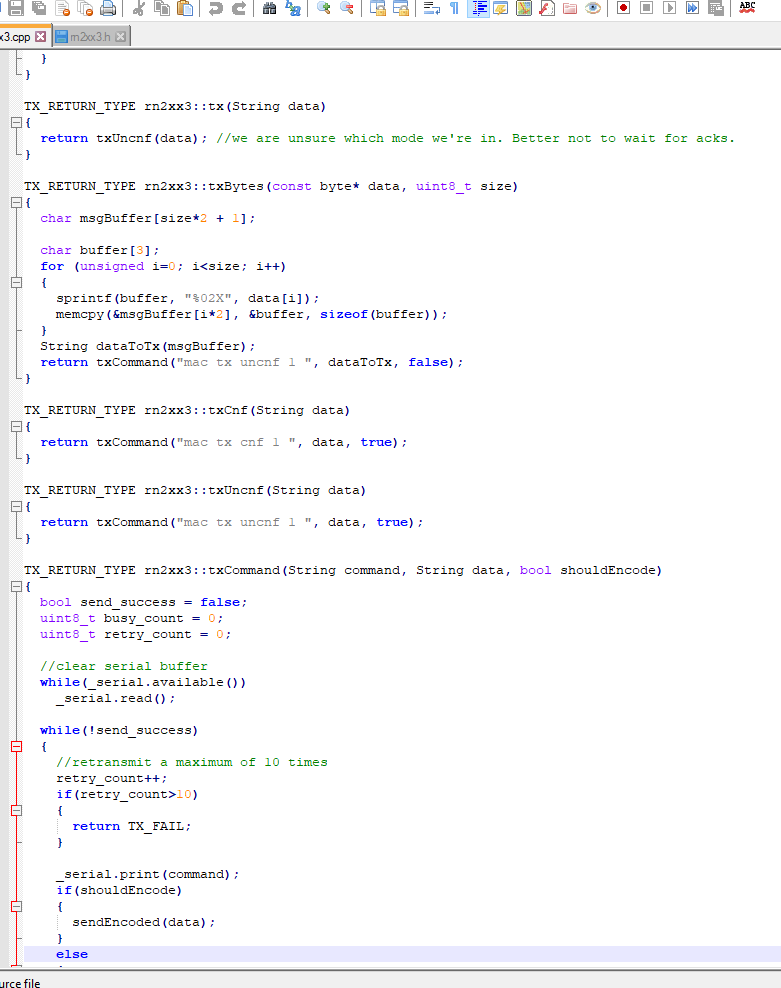 ABC
x3.cpp
rn2xx3.h
}
}
TX_RETURN_TYPE rn2xx3::tx(String data)
{
return txUncnf(data); //we are unsure which mode we're in. Better not to wait for acks.
}
TX_RETURN_TYPE rn2xx3::txBytes(const byte* data, uint8_t size)
{
char msgBuffer[size*2 + 1];
char buffer[3];
for (unsigned i=0; i<size; i++)
{
sprintf(buffer, "%02X", data[i]);
memcpy(&msgBuffer[i*2], &buffer, sizeof(buffer));
}
String dataToTx(msgBuffer);
return txCommand("mac tx uncnf 1 ", dataToTx, false);
}
TX_RETURN_TYPE rn2xx3::txCnf(String data)
{
return txCommand("mac tx cnf 1 ", data, true);
}
TX_RETURN_TYPE rn2xx3::txUncnf(String data)
{
return txCommand("mac tx uncnf 1 ", data, true);
}
TX_RETURN_TYPE rn2xx3::txCommand(String command, String data, bool shouldEncode)
{
bool send_success = false;
uint8_t busy_count = 0;
uint8_t retry_count = 0;
//clear serial buffer
while(_serial.available())
_serial.read();
while(!send_success)
{
//retransmit a maximum of 10 times
retry_count++;
if(retry_count>10)
{
return TX_FAIL;
}
_serial.print(command);
if(shouldEncode)
{
sendEncoded(data);
}
else
urce file